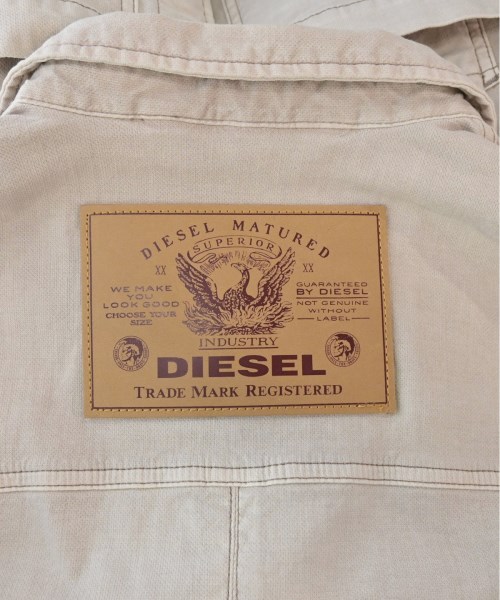 DIESEL MATURED
SUPERIOR
XX
XX
WE MAKE
YOU
LOOK GOOD
CHOOSE YOUR
SIZE
GUARANTEED
BY DIESEL
NOT GENUINE
WITHOUT
LABEL
INDUSTRY
DIESEL
TRADE MARK REGISTERED